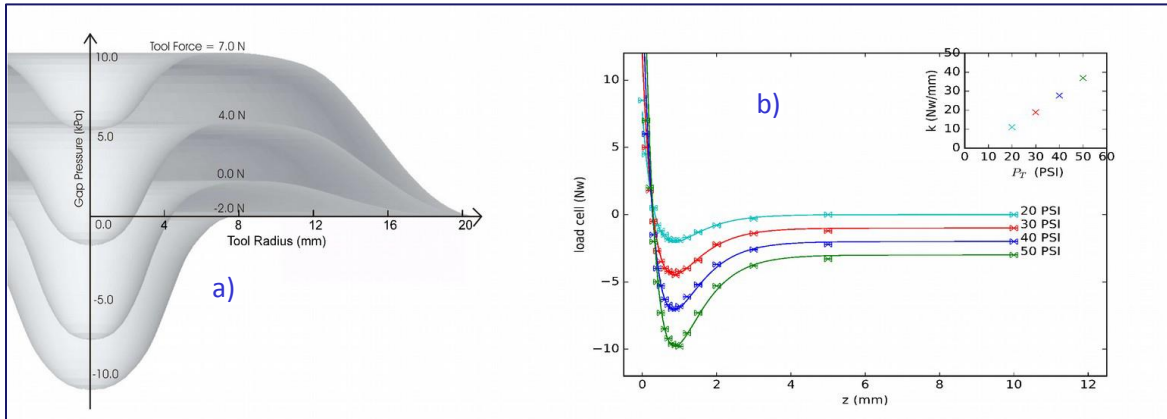 Tool Force = 7.0 N
10.0
Gap Pressure (kPa)
4.0 N
5.0
0.0 N
-2.0 N
0.0
4
8
12
16
20
Tool Radius (mm)
-5.0
-10.0
a)
b)
load cell (Nw)
10
5
0
−5
−10
0
2
4
6
8
10
12
z (mm)
20 PSI
30 PSI
40 PSI
50 PSI
k (Nw/mm)
50
40
30
20
10
0
0 10 20 30 40 50 60
P_T (PSI)